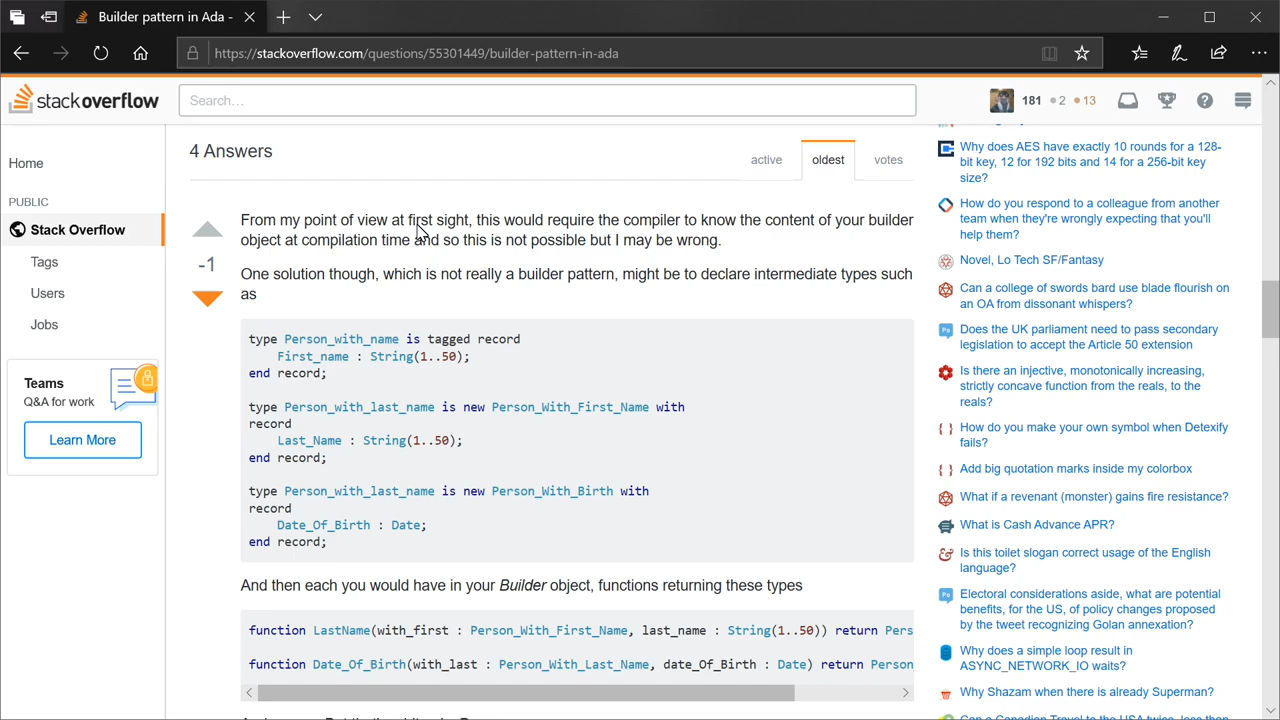 Builder pattern in Ada -
https://stackoverflow.com/questions/55301449/builder-pattern-in-ada
stackoverflow
Search…
181 2 13
Home
PUBLIC
Stack Overflow
Tags
Users
Jobs
Teams
Q&A for work
Learn More
4 Answers
active
oldest
votes
-1
From my point of view at first sight, this would require the compiler to know the content of your builder
object at compilation time and so this is not possible but I may be wrong.
One solution though, which is not really a builder pattern, might be to declare intermediate types such
as
type Person_with_name is tagged record
First_name : String(1..50);
end record;
type Person_with_last_name is new Person_With_First_Name with
record
Last_Name : String(1..50);
end record;
type Person_with_last_name is new Person_With_Birth with
record
Date_Of_Birth : Date;
end record;
And then each you would have in your Builder object, functions returning these types
function LastName(with_first : Person_With_First_Name, last_name : String(1..50)) return Pers
function Date_Of_Birth(with_last : Person_With_Last_Name, date_Of_Birth : Date) return Person
Why does AES have exactly 10 rounds for a 128-
bit key, 12 for 192 bits and 14 for a 256-bit key
size?
How do you respond to a colleague from another
team when they're wrongly expecting that you'll
help them?
Novel, Lo Tech SF/Fantasy
Can a college of swords bard use blade flourish on
an OA from dissonant whispers?
Does the UK parliament need to pass secondary
legislation to accept the Article 50 extension
Is there an injective, monotonically increasing,
strictly concave function from the reals, to the
reals?
How do you make your own symbol when Detexify
fails?
Add big quotation marks inside my colorbox
What if a revenant (monster) gains fire resistance?
What is Cash Advance APR?
Is this toilet slogan correct usage of the English
language?
Electoral considerations aside, what are potential
benefits, for the US, of policy changes proposed
by the tweet recognizing Golan annexation?
Why does a simple loop result in
ASYNC_NETWORK_IO waits?
Why Shazam when there is already Superman?